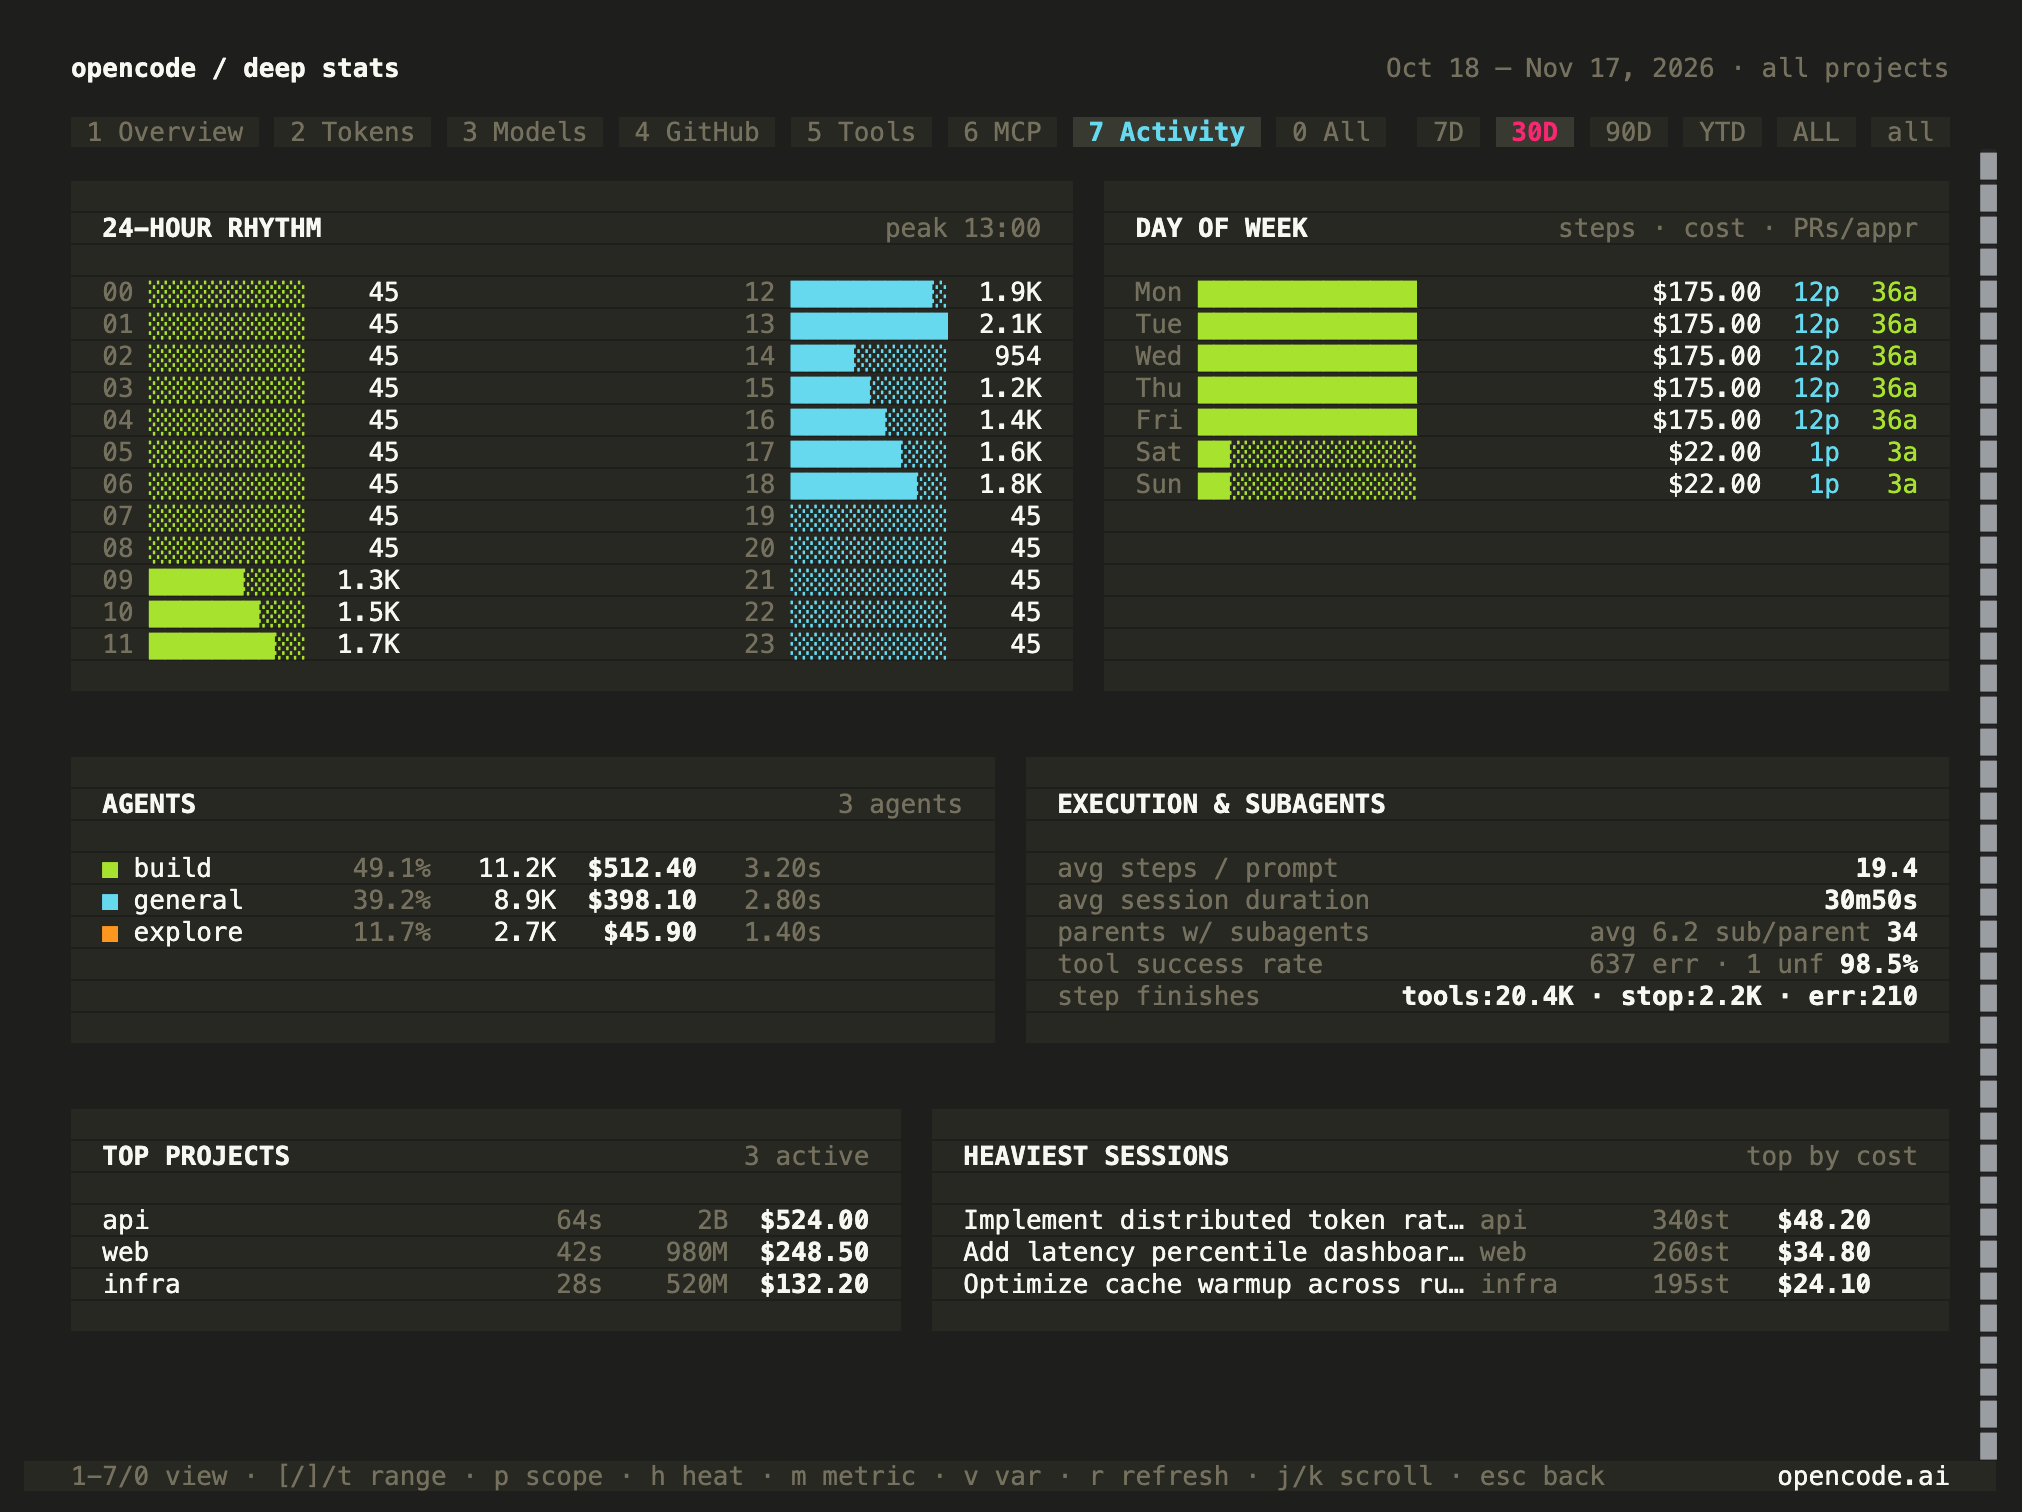 opencode / deep stats    Oct 18 – Nov 17, 2026 · all projects
1 Overview  2 Tokens  3 Models  4 GitHub  5 Tools  6 MCP  7 Activity  0 All  7D  30D  90D  YTD  ALL  all
24–HOUR RHYTHM    peak 13:00
00 45    12 1.9K
01 45    13 2.1K
02 45    14 954
03 45    15 1.2K
04 45    16 1.4K
05 45    17 1.6K
06 45    18 1.8K
07 45    19 45
08 45    20 45
09 1.3K    21 45
10 1.5K    22 45
11 1.7K    23 45
DAY OF WEEK    steps · cost · PRs/appr
Mon $175.00 12p 36a
Tue $175.00 12p 36a
Wed $175.00 12p 36a
Thu $175.00 12p 36a
Fri $175.00 12p 36a
Sat $22.00 1p 3a
Sun $22.00 1p 3a
AGENTS    3 agents
build 49.1% 11.2K $512.40 3.20s
general 39.2% 8.9K $398.10 2.80s
explore 11.7% 2.7K $45.90 1.40s
EXECUTION & SUBAGENTS
avg steps / prompt 19.4
avg session duration 30m50s
parents w/ subagents avg 6.2 sub/parent 34
tool success rate 637 err · 1 unf 98.5%
step finishes tools:20.4K · stop:2.2K · err:210
TOP PROJECTS    3 active
api 64s 2B $524.00
web 42s 980M $248.50
infra 28s 520M $132.20
HEAVIEST SESSIONS    top by cost
Implement distributed token rat… api 340st $48.20
Add latency percentile dashboar… web 260st $34.80
Optimize cache warmup across ru… infra 195st $24.10
1–7/0 view · [/]/t range · p scope · h heat · m metric · v var · r refresh · j/k scroll · esc back    opencode.ai